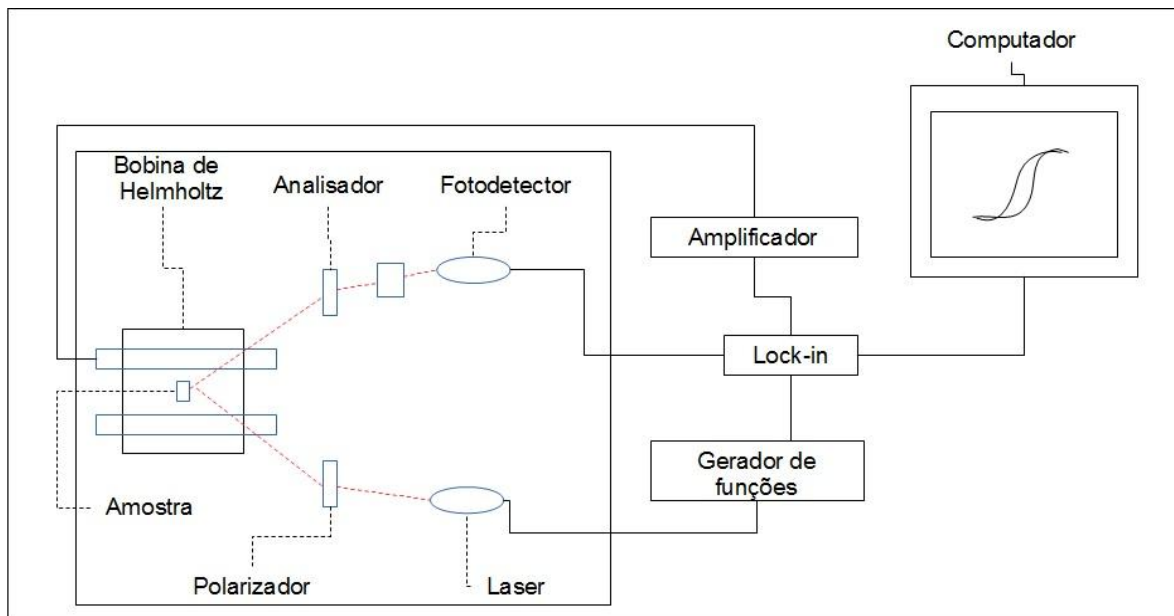 Computador
Bobina de
Helmholtz
Analisador
Fotodetector
Amplificador
Lock-in
Gerador de
funções
Amostra
Polarizador
Laser